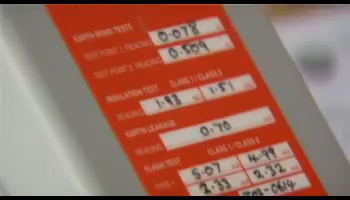 EARTH BOND TESTS
TEST POINT 1. READING 0.078
TEST POINT 2. READING 0.509
INSULATION TEST CLASS 1 / CLASS 2
READING 1.93 1.51
EARTH LEAKAGE
READING 0.70
FLASH TEST CLASS 1 / CLASS 2
5.07 4.99
2.33 2.32